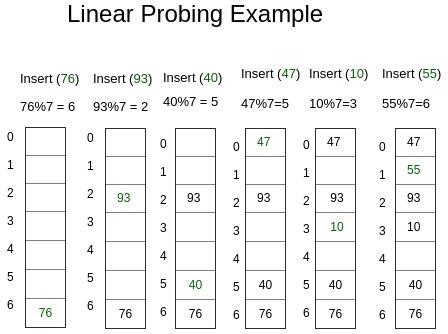 Linear Probing Example
Insert (76) Insert (93) Insert (40) Insert (47) Insert (10) Insert (55)
76%7 = 6 93%7 = 2 40%7 = 5 47%7=5 10%7=3 55%7=6
0 0 0 0 47 0 47 0 47
1 1 1 1 1 1 55
2 2 93 2 93 2 93 2 93 2 93
3 3 3 3 3 10 3 10
4 4 4 4 4 4
5 5 5 40 5 40 5 40 5 40
6 76 6 76 6 76 6 76 6 76 6 76